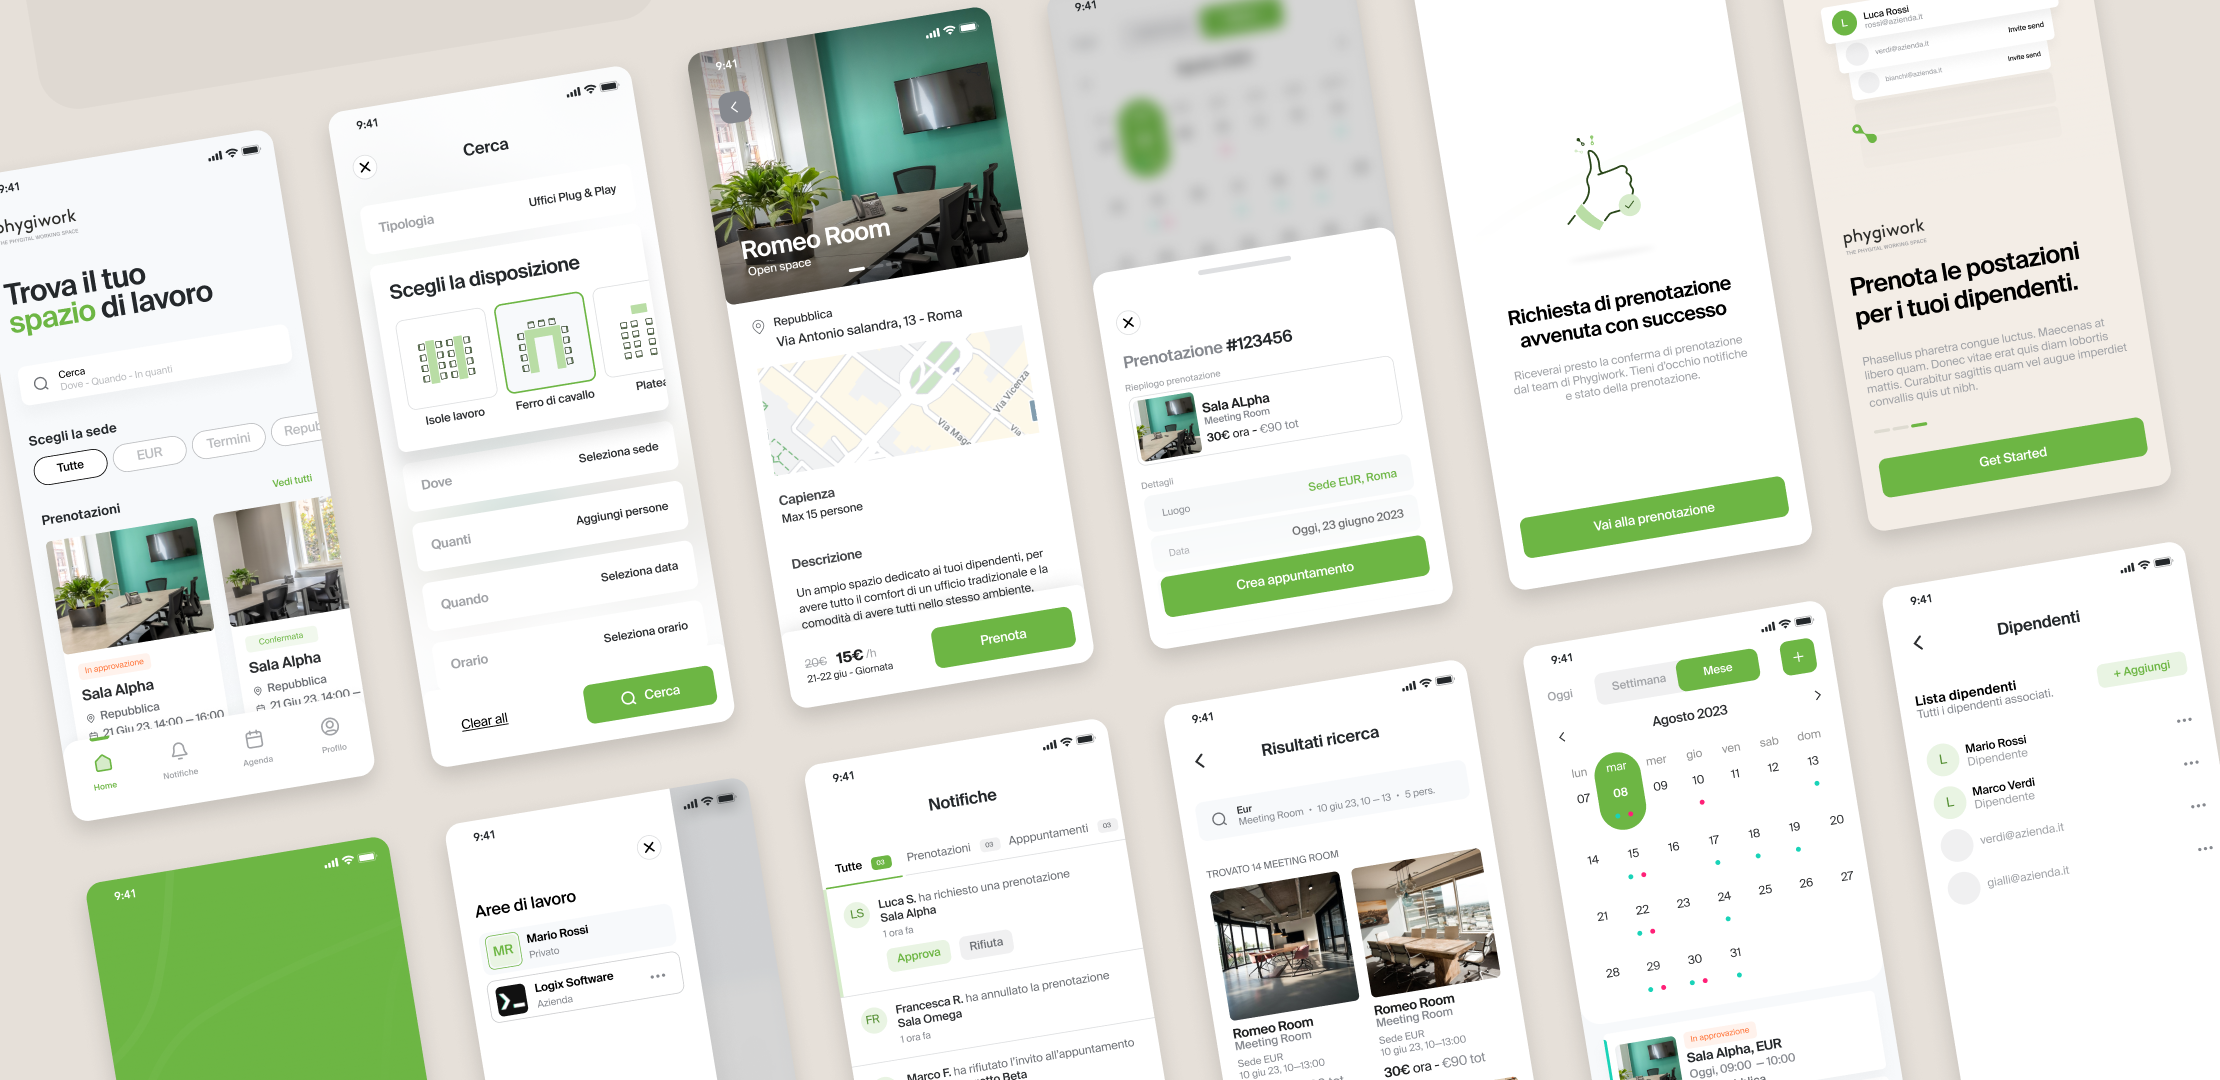 9:41
phygiwork
THE PHYGITAL WORKING SPACE
Trova il tuo
spazio di lavoro
Cerca
Dove - Quando - In quanti
Scegli la sede
Tutte
EUR
Termini
Vedi tutti
Prenotazioni
In approvazione
Sala Alpha
Repubblica
21 Giu 23, 14:00 – 16:00
Confermata
Sala Alpha
Repubblica
21 Giu 23, 14:00 –
Home
Notifiche
Agenda
Profilo
9:41
Cerca
Tipologia
Uffici Plug & Play
Scegli la disposizione
Isole lavoro
Ferro di cavallo
Platea
Dove
Seleziona sede
Quanti
Aggiungi persone
Quando
Seleziona data
Orario
Seleziona orario
Clear all
Cerca
9:41
Romeo Room
Open space
Repubblica
Via Antonio salandra, 13 - Roma
Via Vicenza
Via
Capienza
Max 15 persone
Descrizione
Un ampio spazio dedicato ai tuoi dipendenti, per
avere tutto il comfort di un ufficio tradizionale e la
comodità di avere tutti nello stesso ambiente.
20€ 15€ /h
21-22 giu - Giornata
Prenota
9:41
Prenotazione #123456
Riepilogo prenotazione
Sala ALpha
Meeting Room
30€ ora - €90 tot
Dettagli
Luogo
Sede EUR, Roma
Data
Oggi, 23 giugno 2023
Crea appuntamento
Richiesta di prenotazione
avvenuta con successo
Riceverai presto la conferma di prenotazione
dal team di Phygiwork. Tieni d'occhio notifiche
e stato della prenotazione.
Vai alla prenotazione
L
Luca Rossi
rossi@azienda.it
verdi@azienda.it
Invite send
bianchi@azienda.it
Invite send
phygiwork
THE PHYGITAL WORKING SPACE
Prenota le postazioni
per i tuoi dipendenti.
Phasellus pharetra congue luctus. Maecenas at
libero quam. Donec vitae erat quis diam lobortis
mattis. Curabitur sagittis quam vel augue imperdiet
convallis quis ut nibh.
Get Started
9:41
9:41
Aree di lavoro
MR
Mario Rossi
Privato
Logix Software
Azienda
9:41
Notifiche
Tutte 03
Prenotazioni 03
Apppuntamenti 03
LS
Luca S. ha richiesto una prenotazione
Sala Alpha
1 ora fa
Approva
Rifiuta
FR
Francesca R. ha annullato la prenotazione
Sala Omega
1 ora fa
Marco F. ha rifiutato l'invito all'appuntamento
Beta
9:41
Risultati ricerca
Eur
Meeting Room • 10 giu 23, 10 – 13 • 5 pers.
TROVATO 14 MEETING ROOM
Romeo Room
Meeting Room
Sede EUR
10 giu 23, 10–13:00
Romeo Room
Meeting Room
Sede EUR
10 giu 23, 10–13:00
30€ ora - €90 tot
9:41
Oggi
Settimana
Mese
+
Agosto 2023
lun mar mer gio ven sab dom
07 08 09 10 11 12 13
14 15 16 17 18 19 20
21 22 23 24 25 26 27
28 29 30 31
In approvazione
Sala Alpha, EUR
Oggi, 09:00 – 10:00
9:41
Dipendenti
Lista dipendenti
Tutti i dipendenti associati.
+ Aggiungi
L
Mario Rossi
Dipendente
L
Marco Verdi
Dipendente
verdi@azienda.it
gialli@azienda.it